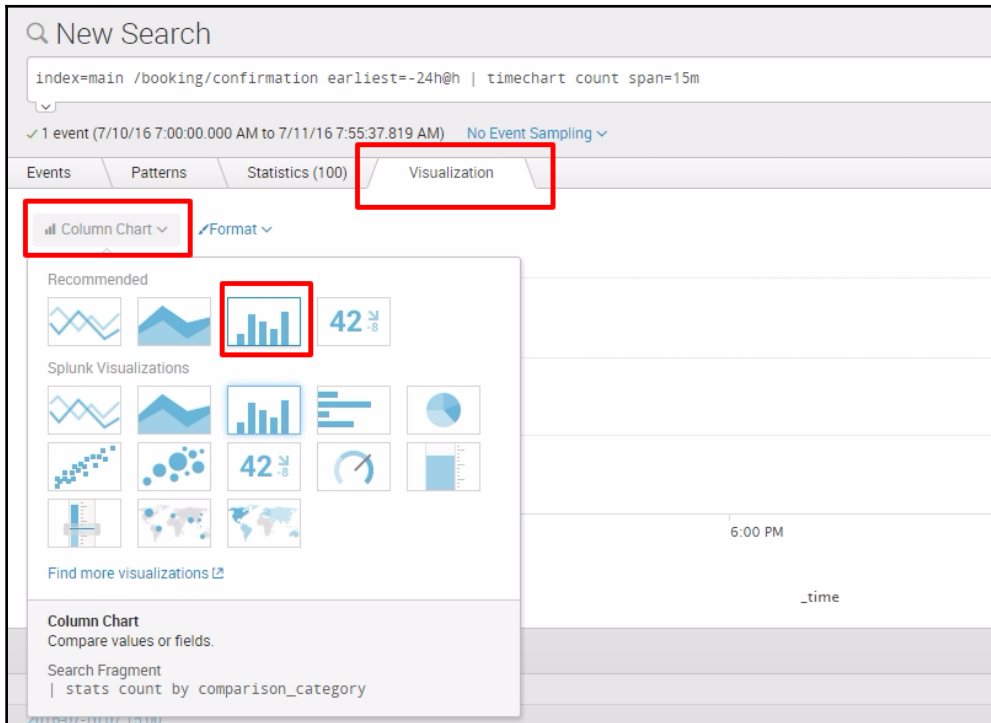 New Search
index=main /booking/confirmation earliest=-24h@h | timechart count span=15m
✓ 1 event (7/10/16 7:00:00.000 AM to 7/11/16 7:55:37.819 AM) No Event Sampling
Events Patterns Statistics (100) Visualization
Column Chart Format
Recommended
42 -8
Splunk Visualizations
42 -8
6:00 PM
Find more visualizations
_time
Column Chart
Compare values or fields.
Search Fragment
| stats count by comparison_category